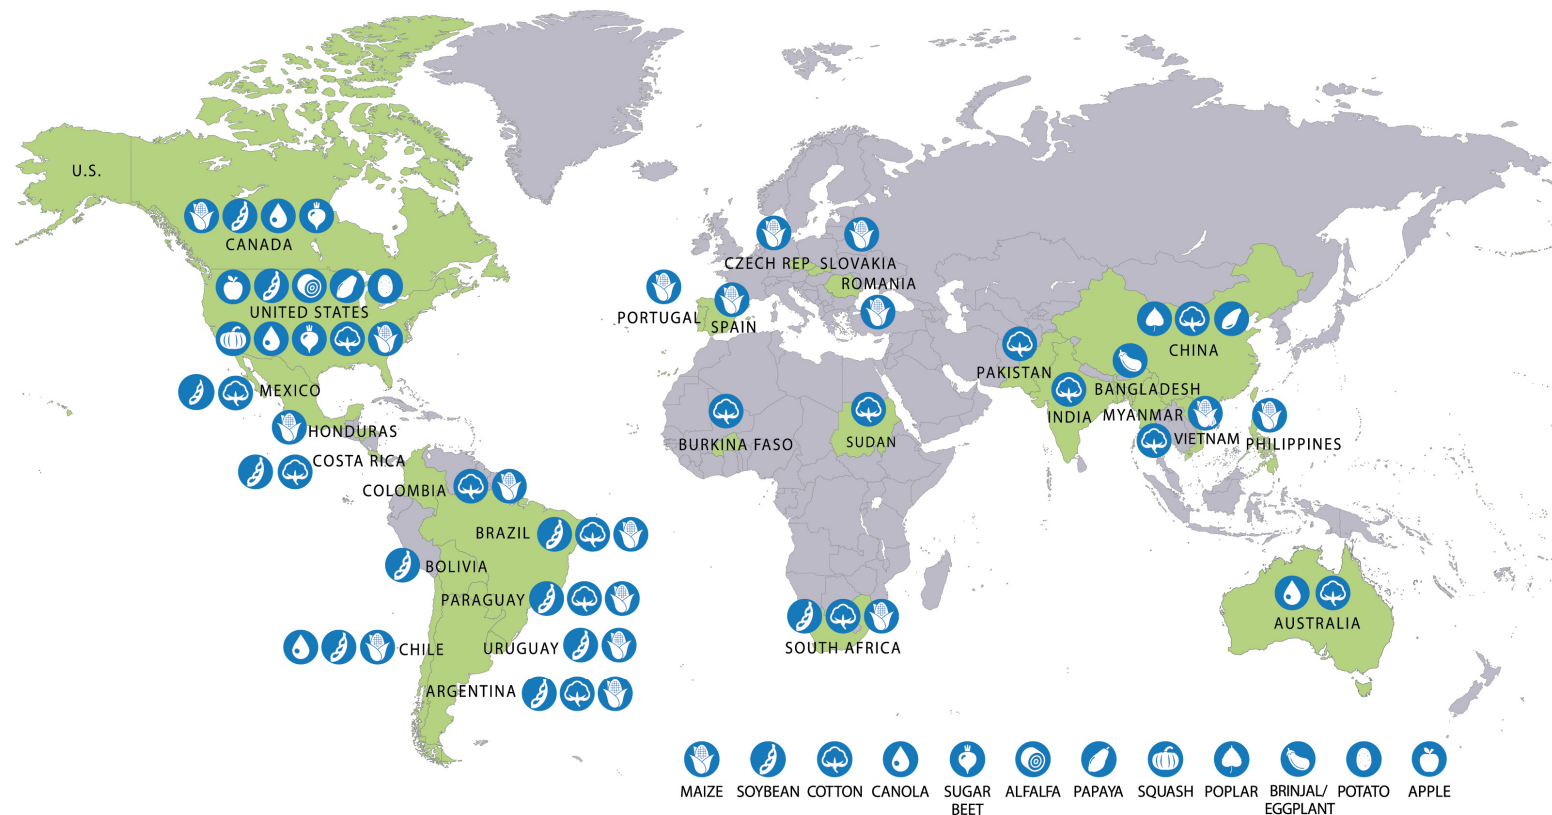 U.S.
CANADA
UNITED STATES
MEXICO
HONDURAS
COSTA RICA
COLOMBIA
BRAZIL
BOLIVIA
PARAGUAY
CHILE
URUGUAY
ARGENTINA
CZECH REP
SLOVAKIA
ROMANIA
PORTUGAL
SPAIN
BURKINA FASO
SUDAN
SOUTH AFRICA
PAKISTAN
CHINA
BANGLADESH
INDIA
MYANMAR
VIETNAM
PHILIPPINES
AUSTRALIA
MAIZE
SOYBEAN
COTTON
CANOLA
SUGAR
BEET
ALFALFA
PAPAYA
SQUASH
POPLAR
BRINJAL/
EGGPLANT
POTATO
APPLE